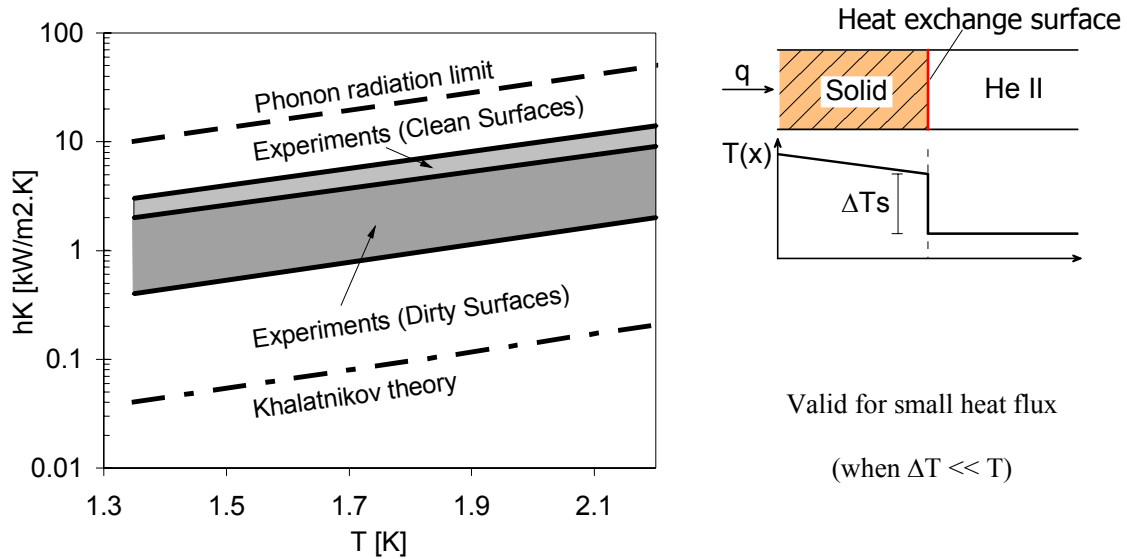 100
10
1
0.1
0.01
hK [kW/m2.K]
1.3
1.5
1.7
1.9
2.1
T [K]
Phonon radiation limit
Experiments (Clean Surfaces)
Experiments (Dirty Surfaces)
Khalatnikov theory
Heat exchange surface
q
Solid
He II
T(x)
ΔTs
Valid for small heat flux
(when ΔT << T)